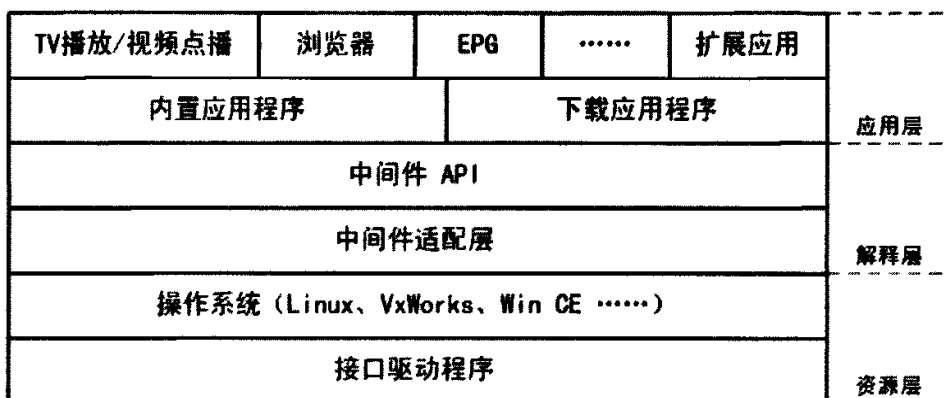 TV播放/视频点播 浏览器 EPG …… 扩展应用
内置应用程序 下载应用程序
应用层
中间件 API
中间件适配层
解释层
操作系统（Linux、VxWorks、Win CE ……）
接口驱动程序
资源层